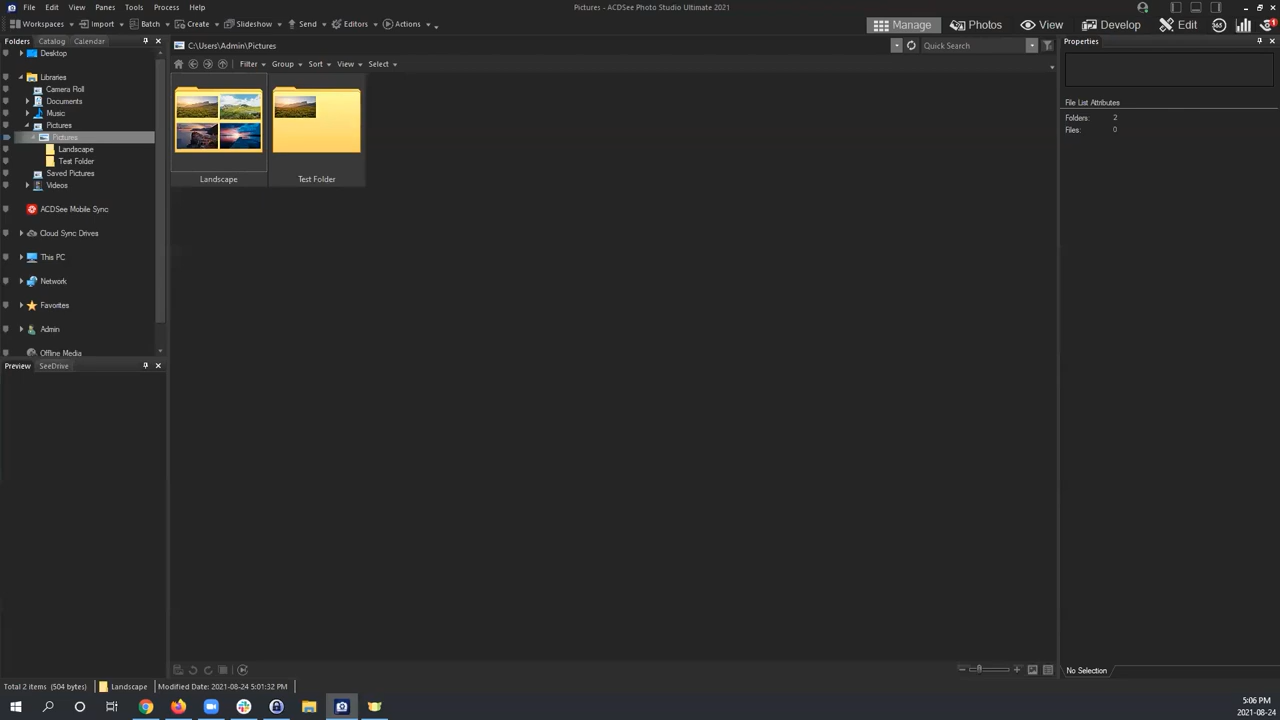 File Edit View Panes Tools Process Help
Pictures - ACDSee Photo Studio Ultimate 2021
Workspaces Import Batch Create Slideshow Send Editors Actions
Manage Photos View Develop Edit 365
Folders Catalog Calendar
C:\Users\Admin\Pictures
Quick Search
Properties
Filter Group Sort View Select
Desktop
Libraries
Camera Roll
Documents
Music
Pictures
Pictures
Landscape
Test Folder
Saved Pictures
Videos
ACDSee Mobile Sync
Cloud Sync Drives
This PC
Network
Favorites
Admin
Offline Media
Landscape
Test Folder
File List Attributes
Folders: 2
Files: 0
Preview SeeDrive
No Selection
Total 2 items (504 bytes) Landscape Modified Date: 2021-08-24 5:01:32 PM
5:06 PM
2021-08-24